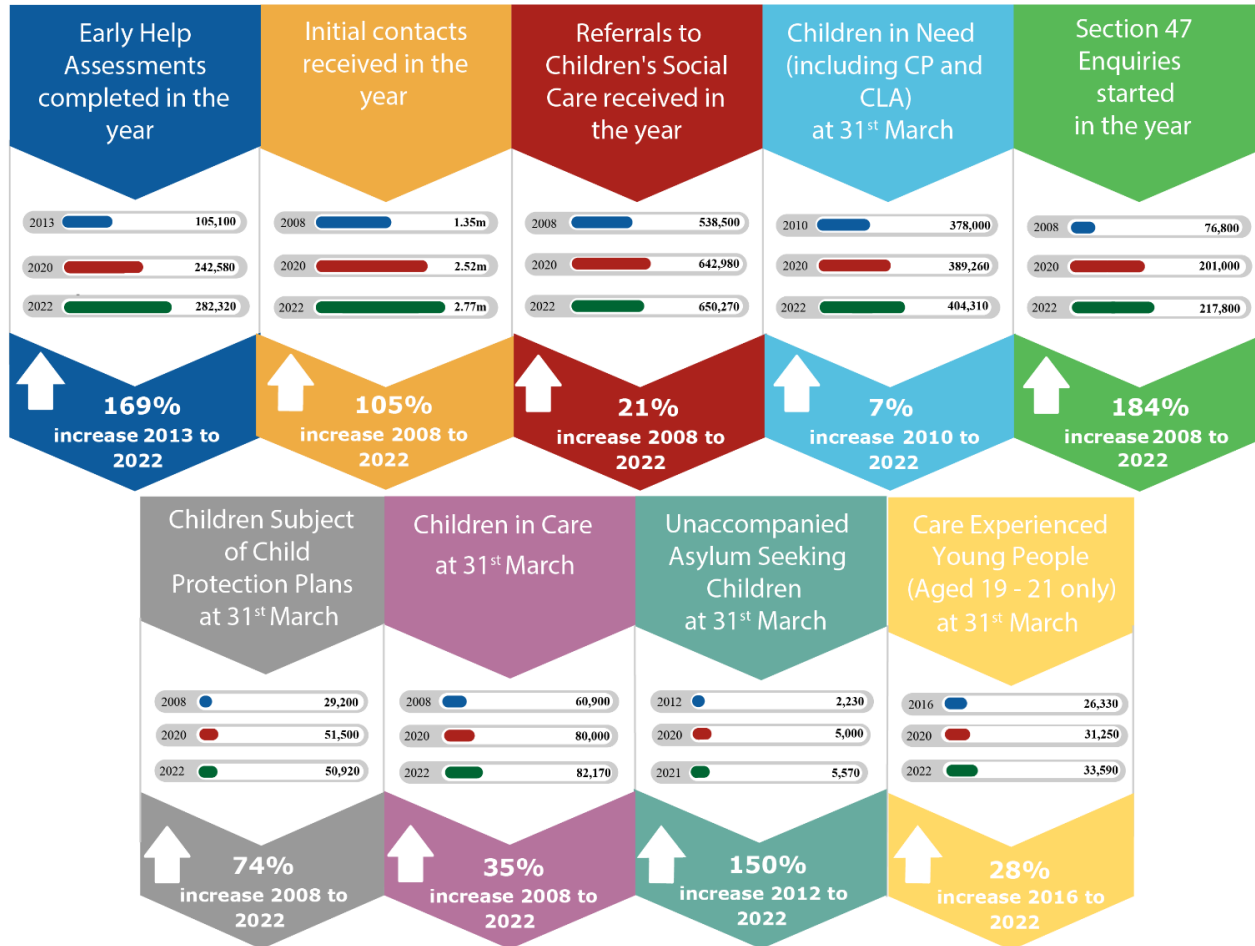 Early Help
Assessments
completed in the
year
2013 105,100
2020 242,580
2022 282,320
169%
increase 2013 to
2022
Initial contacts
received in the
year
2008 1.35m
2020 2.52m
2022 2.77m
105%
increase 2008 to
2022
Referrals to
Children's Social
Care received in
the year
2008 538,500
2020 642,980
2022 650,270
21%
increase 2008 to
2022
Children in Need
(including CP and
CLA)
at 31st March
2010 378,000
2020 389,260
2022 404,310
7%
increase 2010 to
2022
Section 47
Enquiries
started
in the year
2008 76,800
2020 201,000
2022 217,800
184%
increase 2008 to
2022
Children Subject
of Child
Protection Plans
at 31st March
2008 29,200
2020 51,500
2022 50,920
74%
increase 2008 to
2022
Children in Care
at 31st March
2008 60,900
2020 80,000
2022 82,170
35%
increase 2008 to
2022
Unaccompanied
Asylum Seeking
Children
at 31st March
2012 2,230
2020 5,000
2021 5,570
150%
increase 2012 to
2022
Care Experienced
Young People
(Aged 19 - 21 only)
at 31st March
2016 26,330
2020 31,250
2022 33,590
28%
increase 2016 to
2022